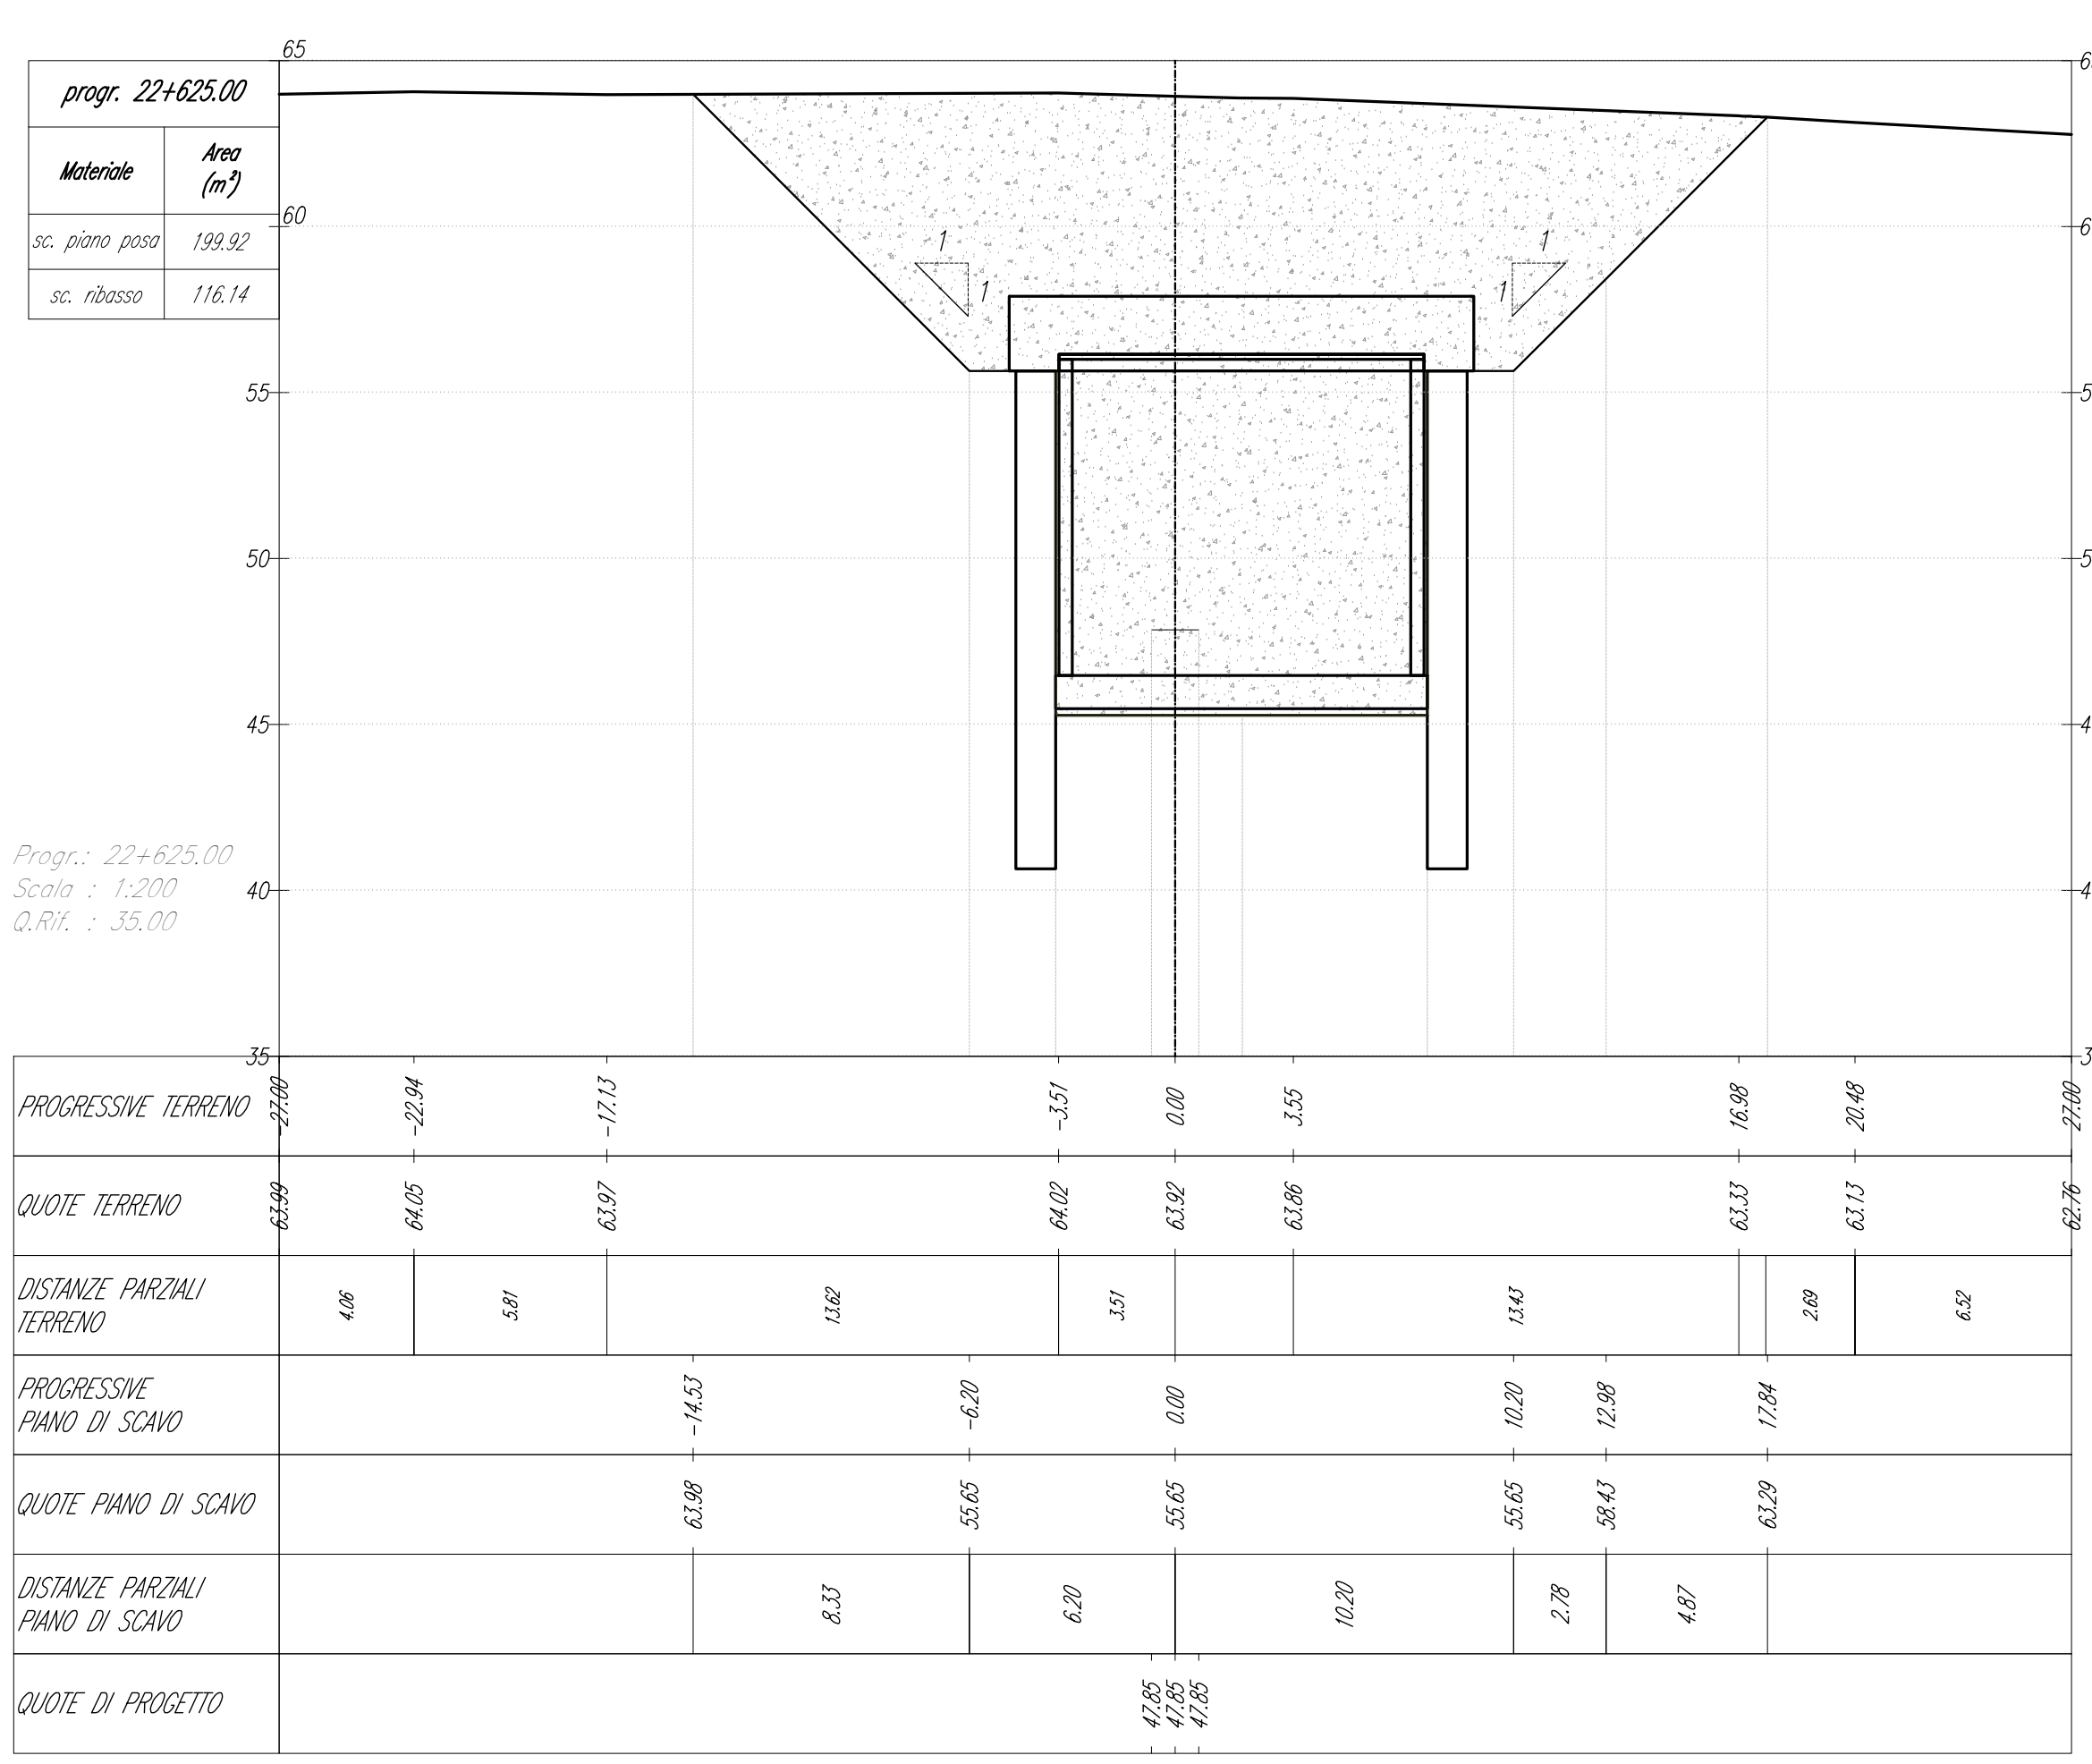 65
progr. 22+625.00
Materiale
Area
(m²)
60
sc. piano posa 199.92
sc. ribasso 116.14
1 1
1 1
55
50
45
Progr.: 22+625.00
Scala : 1:200
Q.Rif. : 35.00
40
35
PROGRESSIVE TERRENO -27.00 -22.94 -17.13 -3.51 0.00 3.55 16.98 20.48 27.00
QUOTE TERRENO 63.99 64.05 63.97 64.02 63.92 63.86 63.33 63.13 62.76
DISTANZE PARZIALI
TERRENO
4.06 5.81 13.62 3.51 13.43 2.69 6.52
PROGRESSIVE
PIANO DI SCAVO
-14.53 -6.20 0.00 10.20 12.98 17.84
QUOTE PIANO DI SCAVO 63.98 55.65 55.65 55.65 58.43 63.29
DISTANZE PARZIALI
PIANO DI SCAVO
8.33 6.20 10.20 2.78 4.87
QUOTE DI PROGETTO 47.85 47.85 47.85